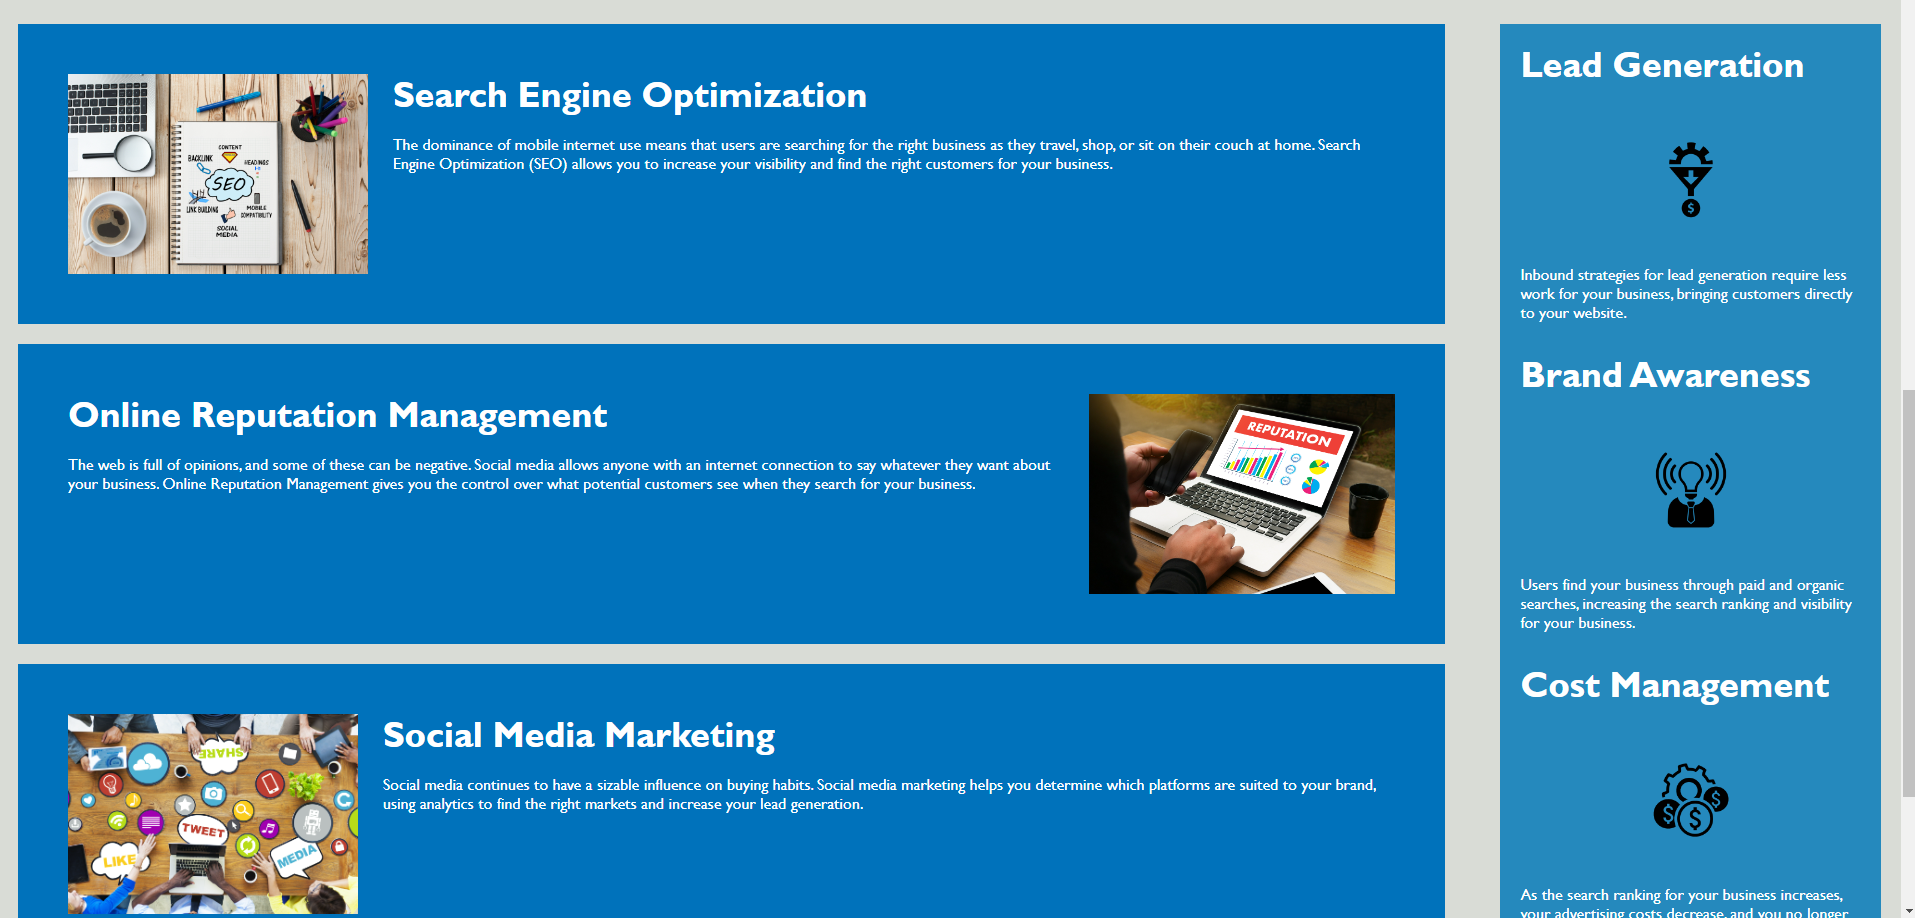 Search Engine Optimization
The dominance of mobile internet use means that users are searching for the right business as they travel, shop, or sit on their couch at home. Search
Engine Optimization (SEO) allows you to increase your visibility and find the right customers for your business.
CONTENT
BACKLINK
HEADINGS
SEO
LINK BUILDING
MOBILE
COMPATIBILITY
SOCIAL
MEDIA
Online Reputation Management
The web is full of opinions, and some of these can be negative. Social media allows anyone with an internet connection to say whatever they want about
your business. Online Reputation Management gives you the control over what potential customers see when they search for your business.
REPUTATION
Social Media Marketing
Social media continues to have a sizable influence on buying habits. Social media marketing helps you determine which platforms are suited to your brand,
using analytics to find the right markets and increase your lead generation.
SHARE
TWEET
LIKE
MEDIA
Lead Generation
$
Inbound strategies for lead generation require less
work for your business, bringing customers directly
to your website.
Brand Awareness
Users find your business through paid and organic
searches, increasing the search ranking and visibility
for your business.
Cost Management
$ $ $
As the search ranking for your business increases,
your advertising costs decrease, and you no longer